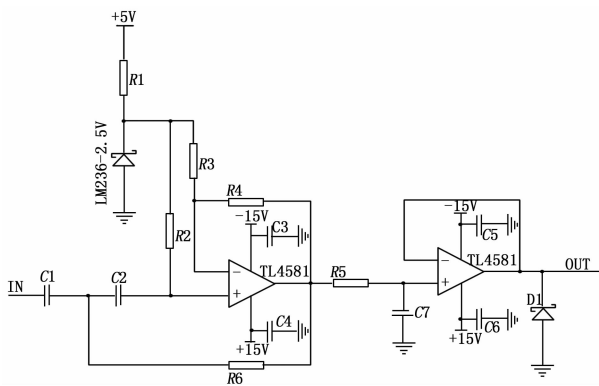 +5V
R1
LM236-2.5V
R3
R4
-15V
C3
-15V
C5
R2
TL4581
TL4581
IN
C1
C2
R5
OUT
C4
C7
C6
D1
+15V
+15V
R6
-
+
-
+